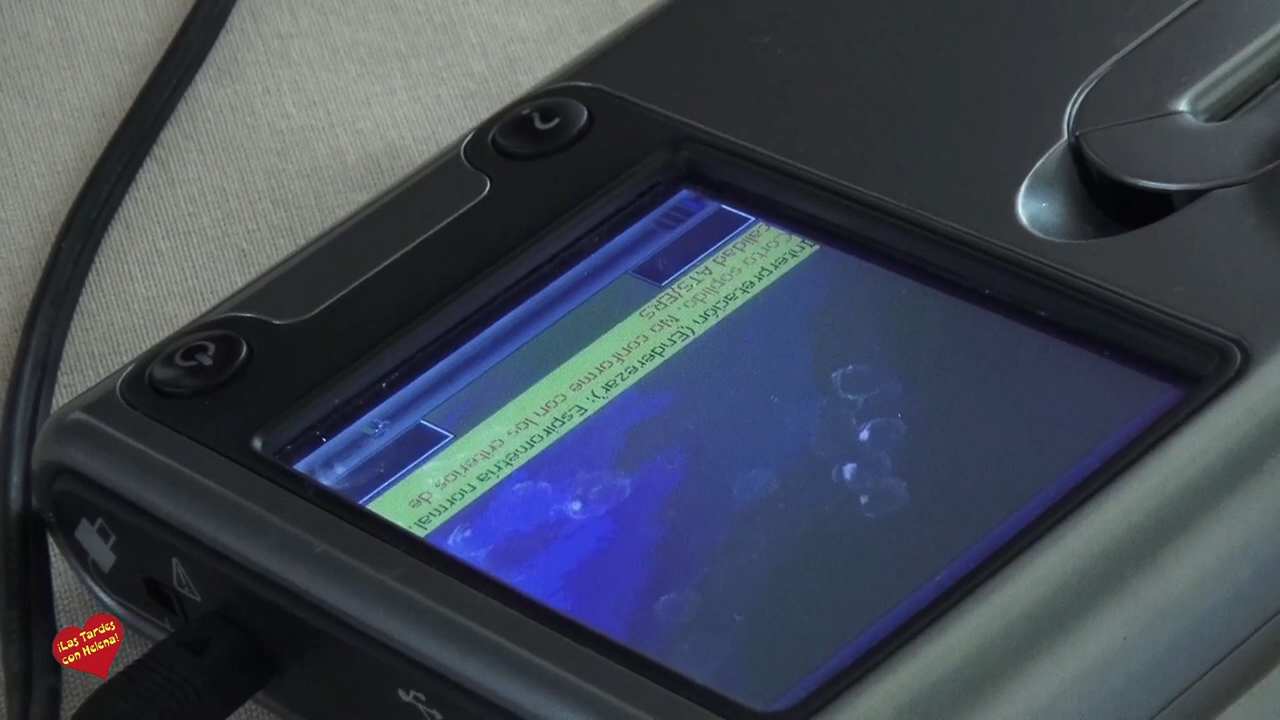 Interpretación (Enderezar): Espirometría normal.
Corto soplido. No conforme con los criterios de
calidad ATS/ERS
¡Las Tardes
con Helena!